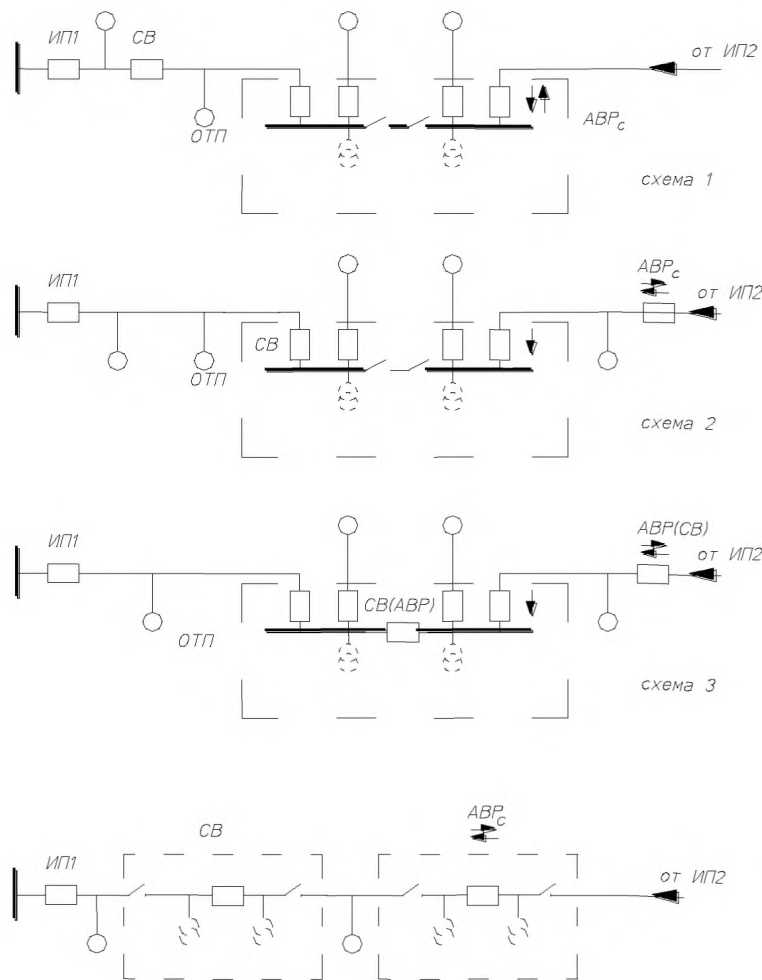 ИП1
СВ
от ИП2
ОТП
АВРс
схема 1
ИП1
АВРс
от ИП2
СВ
ОТП
схема 2
ИП1
АВР(СВ)
от ИП2
СВ(АВР)
ОТП
схема 3
СВ
АВРс
ИП1
от ИП2